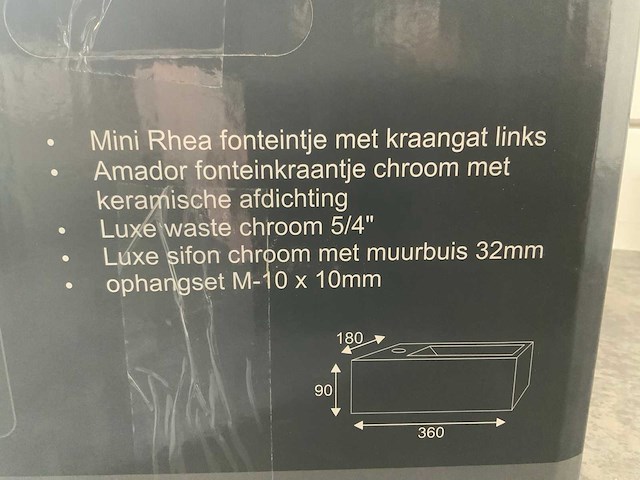 • Mini Rhea fonteintje met kraangat links
• Amador fonteinkraantje chroom met
keramische afdichting
• Luxe waste chroom 5/4"
• Luxe sifon chroom met muurbuis 32mm
• ophangset M-10 x 10mm
180
90
360